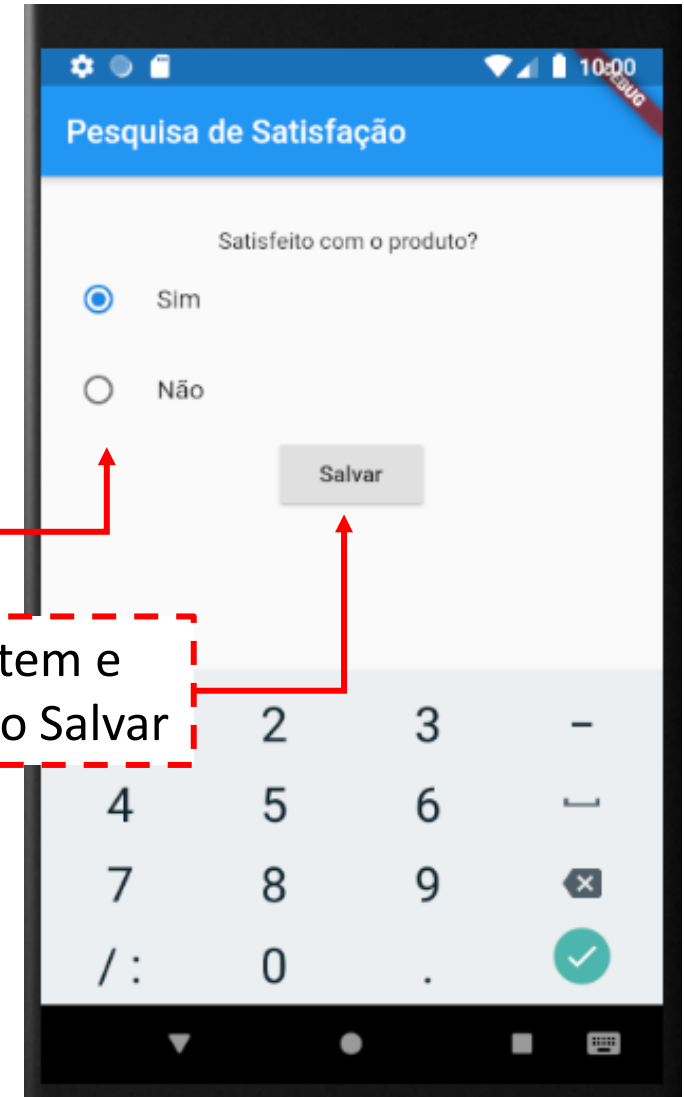 10:00
Pesquisa de Satisfação
Satisfeito com o produto?
Sim
Não
Salvar
tem e
o Salvar
2 3 -
4 5 6
7 8 9
/ : 0 .